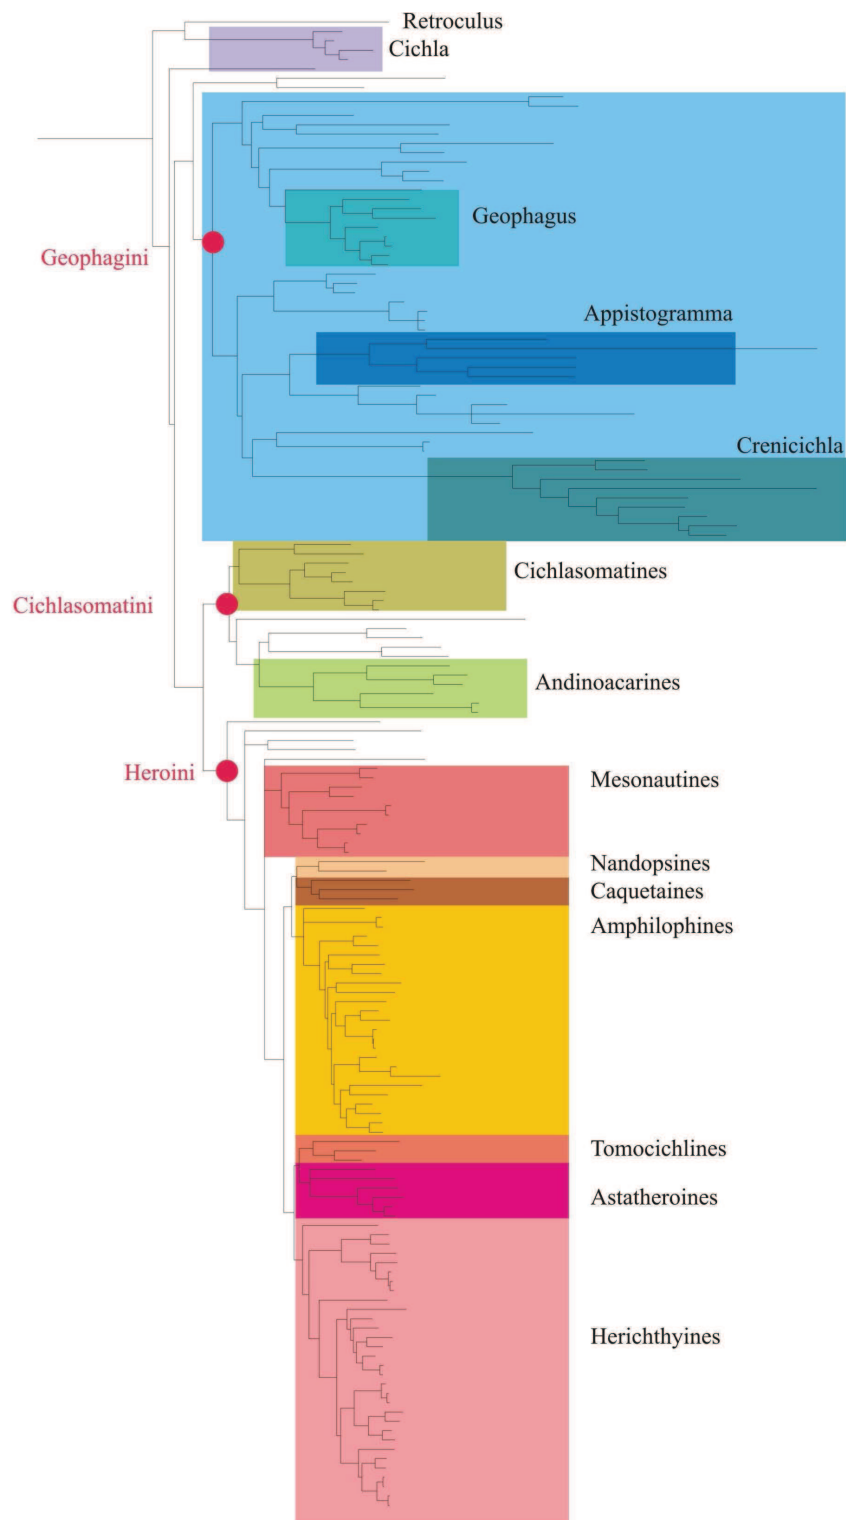 Retroculus
Cichla
Geophagus
Geophagini
Appistogramma
Crenicichla
Cichlasomatines
Cichlasomatini
Andinoacarines
Heroini
Mesonautines
Nandopsines
Caquetaines
Amphilophines
Tomocichlines
Astatheroines
Herichthyines